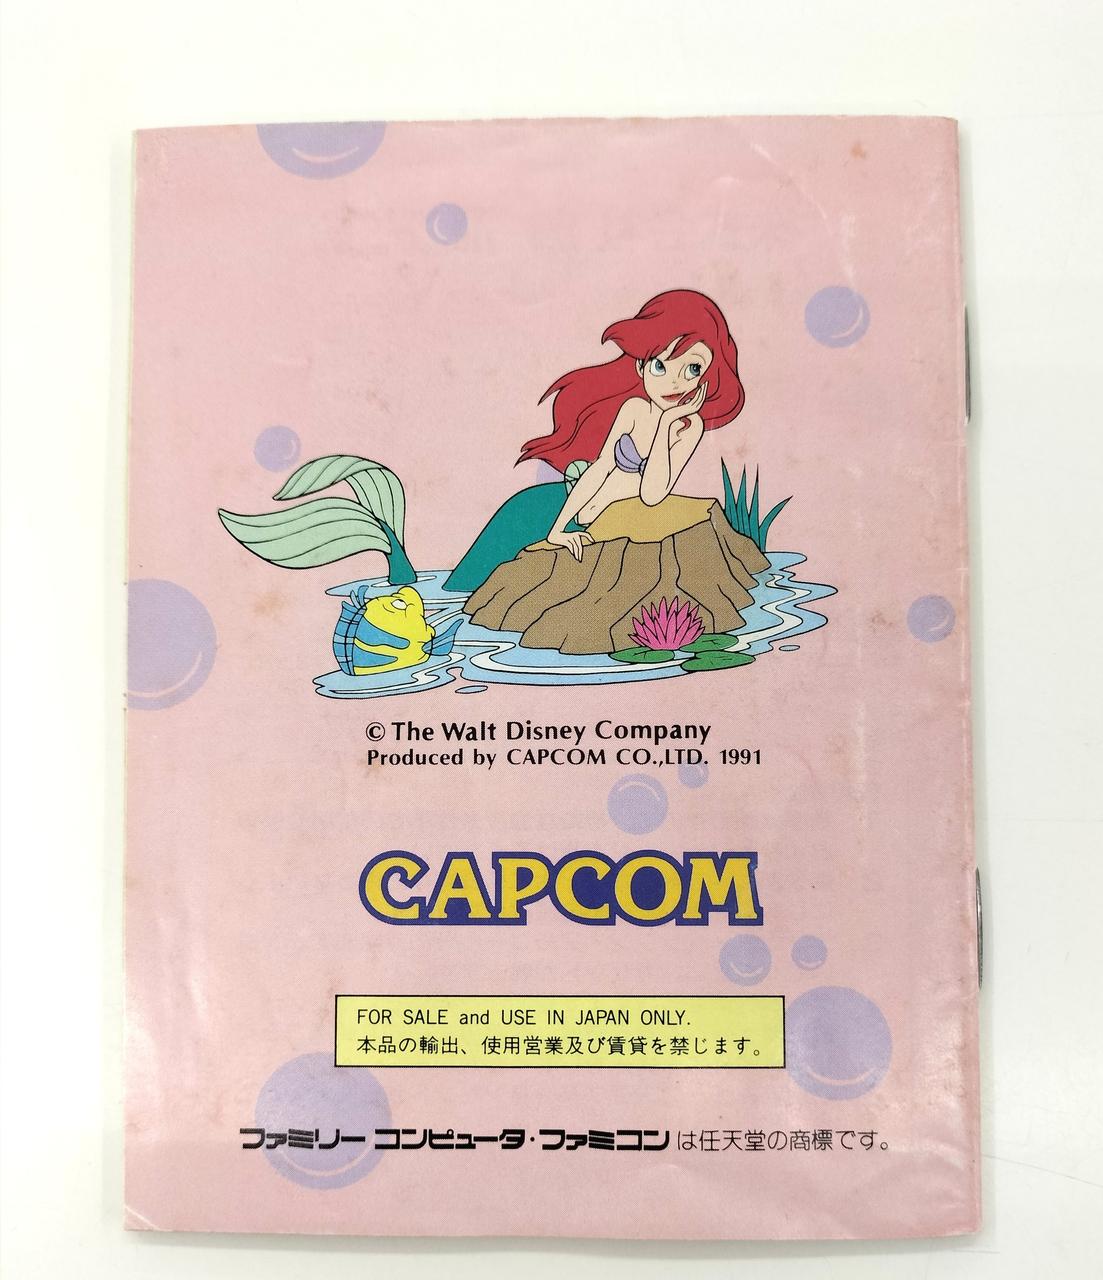 © The Walt Disney Company
Produced by CAPCOM CO.,LTD. 1991
CAPCOM
FOR SALE and USE IN JAPAN ONLY.
本品の輸出、使用営業及び賃貸を禁じます。
ファミリーコンピュータ・ファミコンは任天堂の商標です。